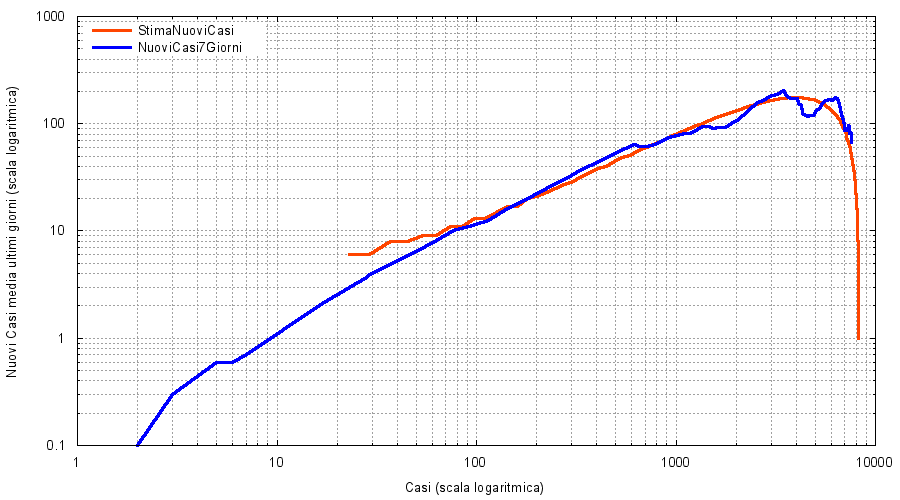 1000
100
10
1
0.1
Nuovi Casi media ultimi giorni (scala logaritmica)
StimaNuoviCasi
NuoviCasi7Giorni
1 10 100 1000 10000
Casi (scala logaritmica)